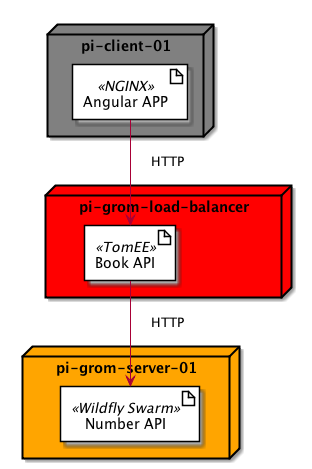 pi-client-01
«NGINX»
Angular APP
HTTP
pi-grom-load-balancer
«TomEE»
Book API
HTTP
pi-grom-server-01
«Wildfly Swarm»
Number API